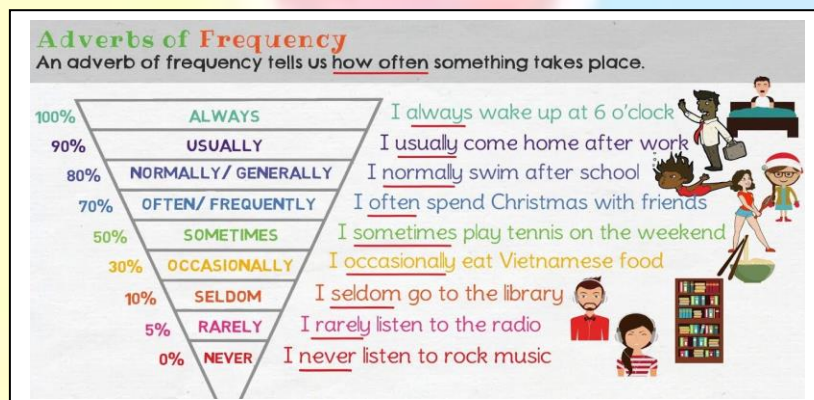 Adverbs of Frequency
An adverb of frequency tells us how often something takes place.
100% ALWAYS I always wake up at 6 o'clock
90% USUALLY I usually come home after work
80% NORMALLY/ GENERALLY I normally swim after school
70% OFTEN/ FREQUENTLY I often spend Christmas with friends
50% SOMETIMES I sometimes play tennis on the weekend
30% OCCASIONALLY I occasionally eat Vietnamese food
10% SELDOM I seldom go to the library
5% RARELY I rarely listen to the radio
0% NEVER I never listen to rock music